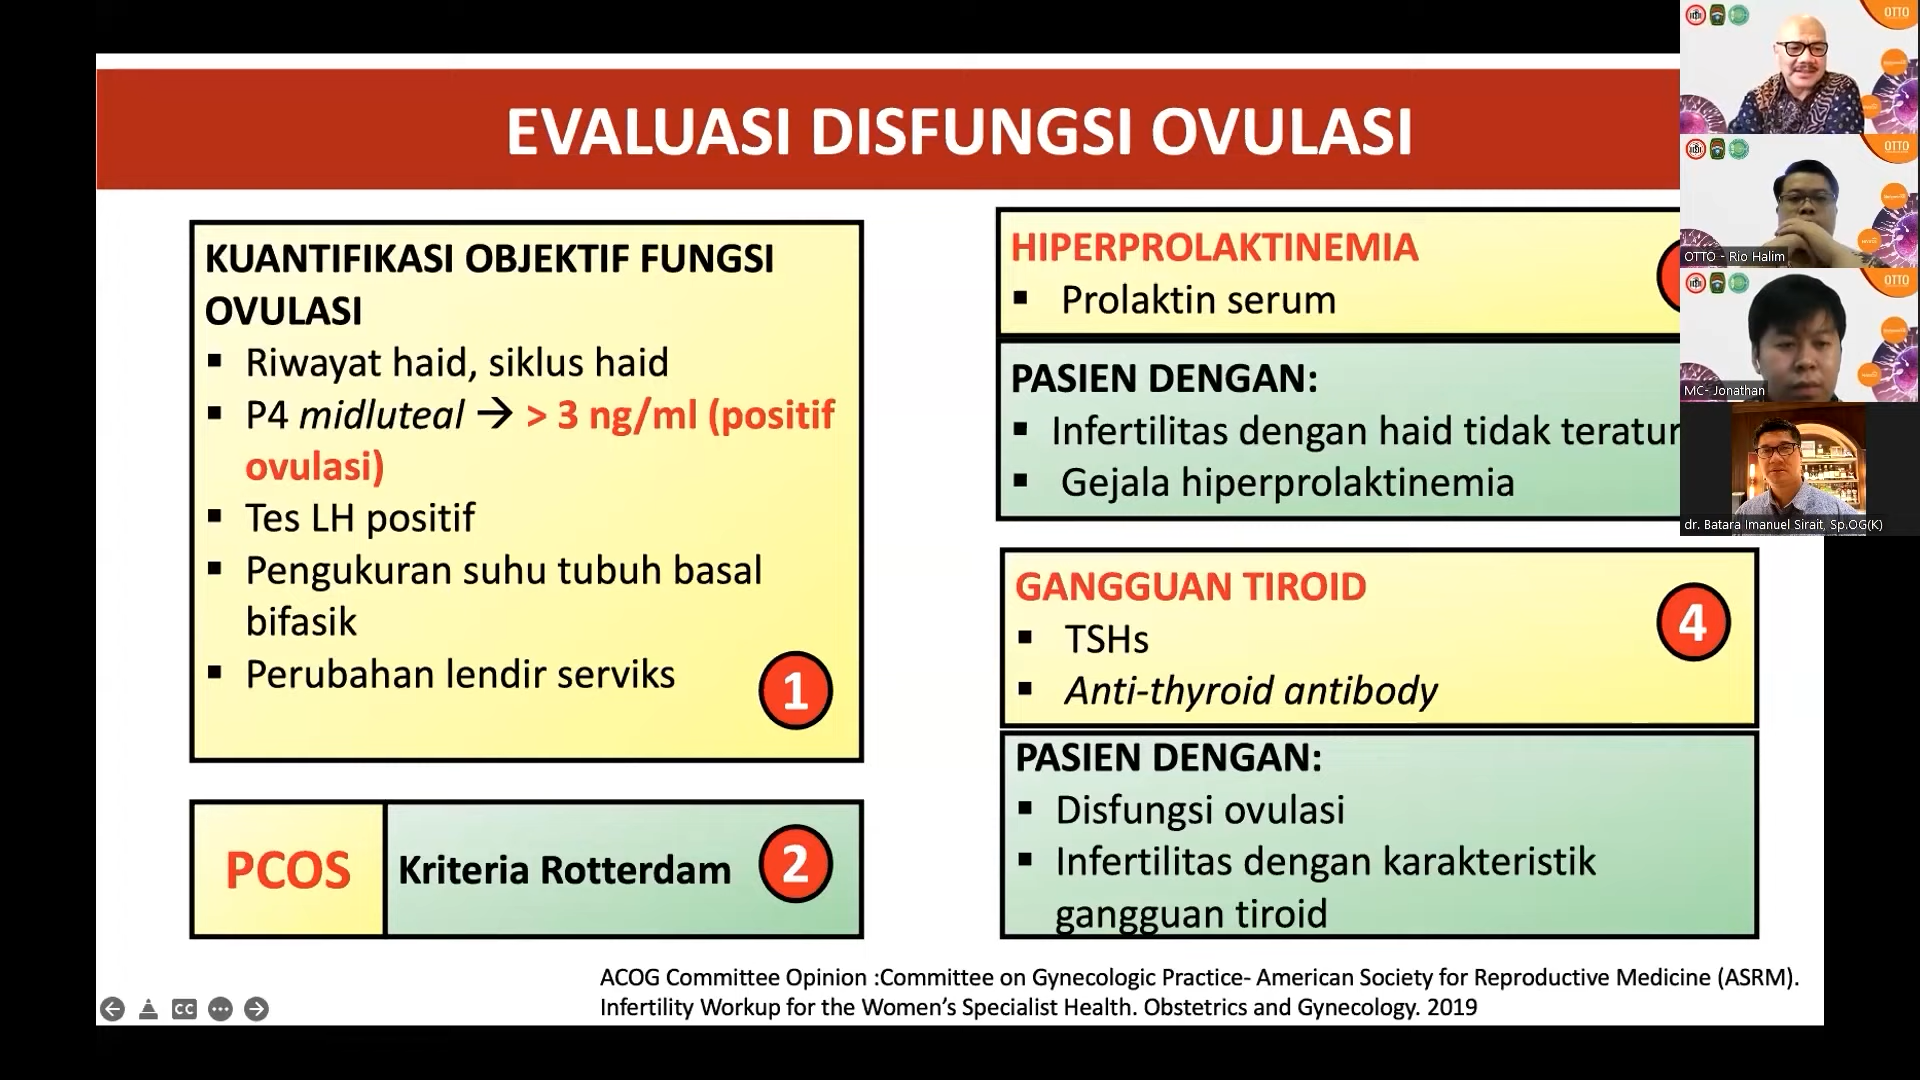 EVALUASI DISFUNGSI OVULASI
KUANTIFIKASI OBJEKTIF FUNGSI
OVULASI
▪ Riwayat haid, siklus haid
▪ P4 midluteal → > 3 ng/ml (positif
ovulasi)
▪ Tes LH positif
▪ Pengukuran suhu tubuh basal
bifasik
▪ Perubahan lendir serviks
1
PCOS
Kriteria Rotterdam
2
HIPERPROLAKTINEMIA
▪ Prolaktin serum
PASIEN DENGAN:
▪ Infertilitas dengan haid tidak teratur
▪ Gejala hiperprolaktinemia
GANGGUAN TIROID
▪ TSHs
▪ Anti-thyroid antibody
4
PASIEN DENGAN:
▪ Disfungsi ovulasi
▪ Infertilitas dengan karakteristik
gangguan tiroid
ACOG Committee Opinion :Committee on Gynecologic Practice- American Society for Reproductive Medicine (ASRM).
Infertility Workup for the Women’s Specialist Health. Obstetrics and Gynecology. 2019
CC
OTTO
OTTO
OTTO - Rio Halim
OTTO
MC- Jonathan
dr. Batara Imanuel Sirait, Sp.OG(K)